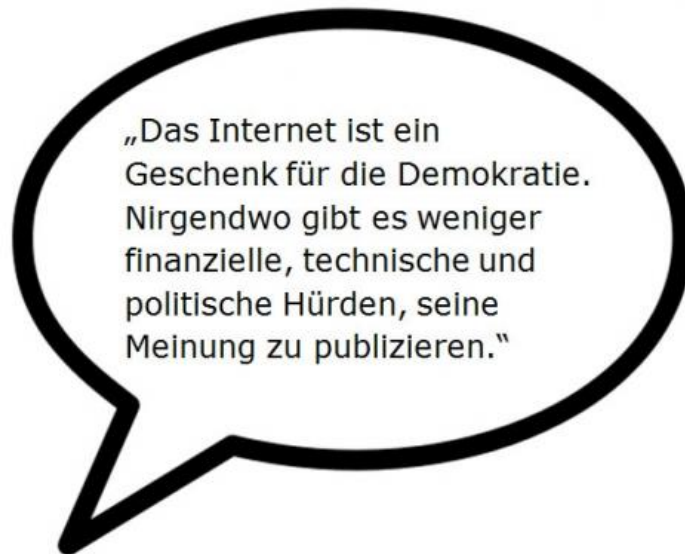 „Das Internet ist ein
Geschenk für die Demokratie.
Nirgendwo gibt es weniger
finanzielle, technische und
politische Hürden, seine
Meinung zu publizieren.“